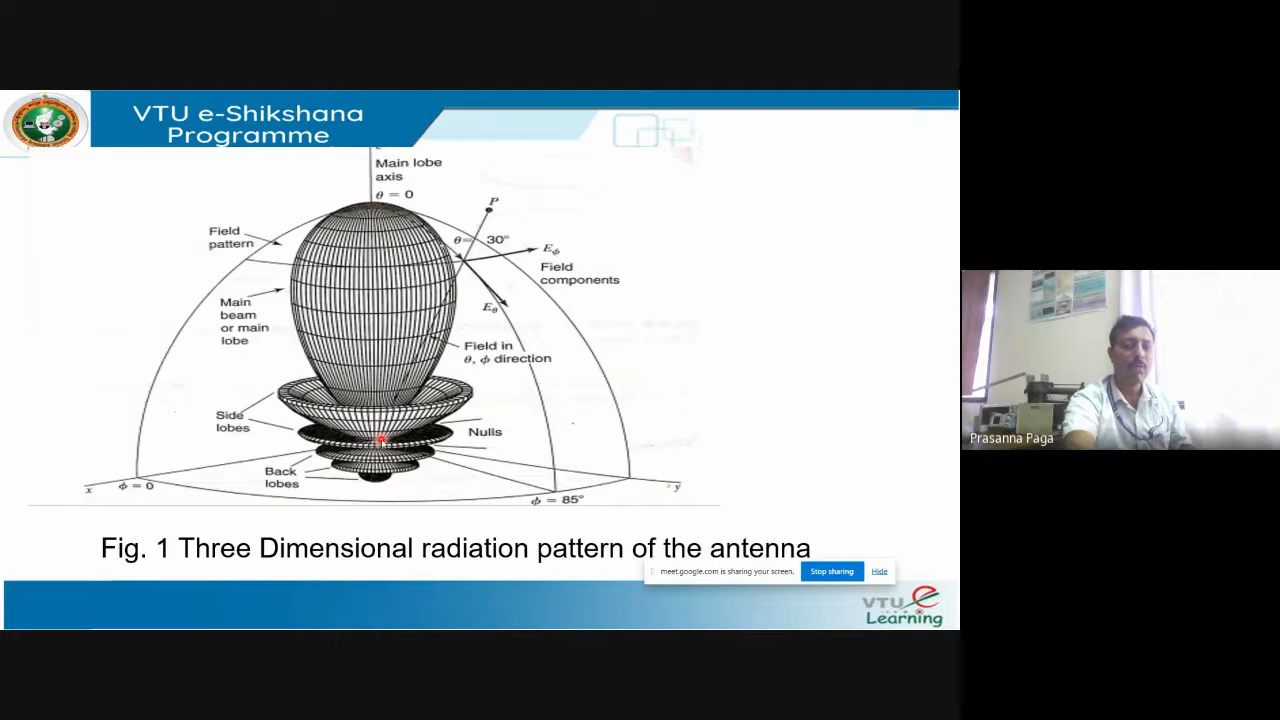 VTU e-Shikshana
Programme
Main lobe
axis
θ = 0
P
Field
pattern
θ = 30°
Eϕ
Field
components
Main
beam
or main
lobe
Eθ
Field in
θ, ϕ direction
Side
lobes
Nulls
Back
lobes
x
ϕ = 0
y
ϕ = 85°
Fig. 1 Three Dimensional radiation pattern of the antenna
meet.google.com is sharing your screen.
Stop sharing
Hide
VTU e
Learning
Prasanna Paga